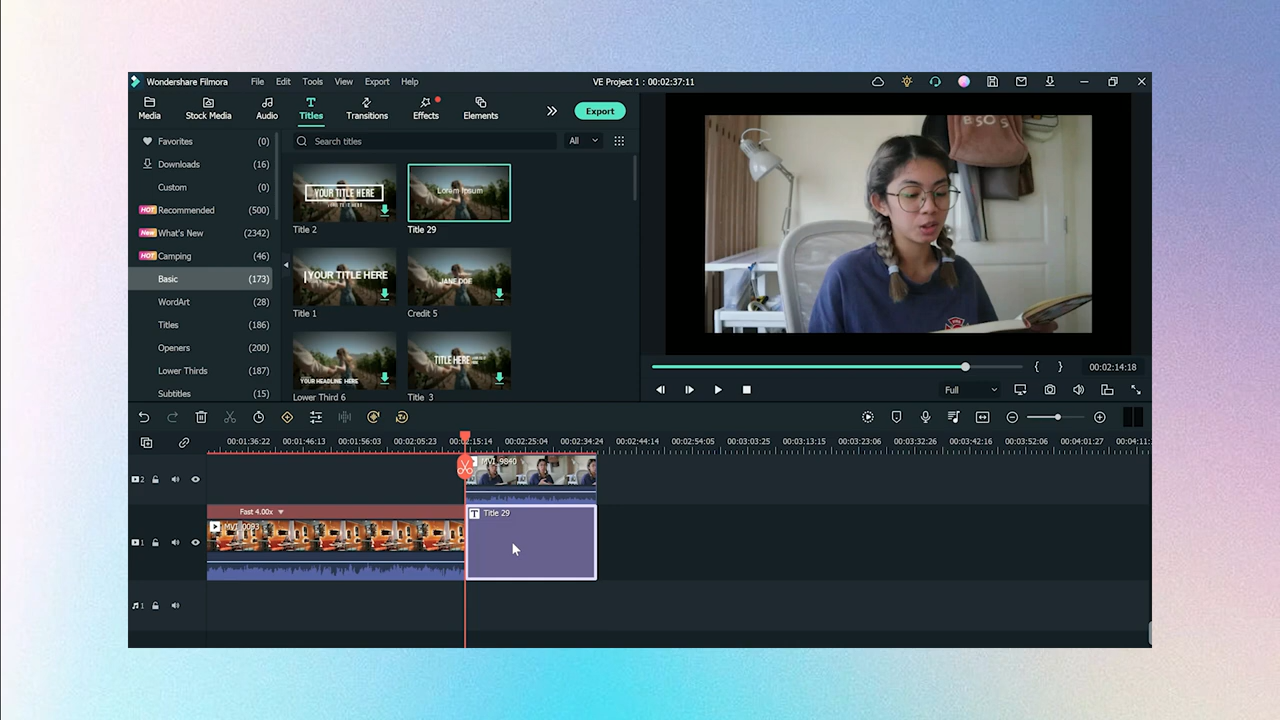 Wondershare Filmora File Edit Tools View Export Help VE Project 1 : 00:02:37:11
Media Stock Media Audio Titles Transitions Effects Elements Export
Favorites (0)
Downloads (16)
Custom (0)
HOT Recommended (500)
New What's New (2342)
HOT Camping (46)
Basic (173)
WordArt (28)
Titles (186)
Openers (200)
Lower Thirds (187)
Subtitles (15)
Search titles All
YOUR TITLE HERE
Lorem Ipsum
Title 2 Title 29
YOUR TITLE HERE
JANE DOE
Title 1 Credit 5
YOUR HEADLINE HERE
TITLE HERE
Lower Third 6 Title 3
BSOS
{ } 00:02:14:18
Full
00:01:36:22 00:01:46:13 00:01:56:03 00:02:05:23 00:02:15:14 00:02:25:04 00:02:34:24 00:02:44:14 00:02:54:05 00:03:03:25 00:03:13:15 00:03:23:06 00:03:32:26 00:03:42:16 00:03:52:06 00:04:01:27 00:04:11:
2 MVI_9840
Fast 4.00x T Title 29
1 MVI_0093
1